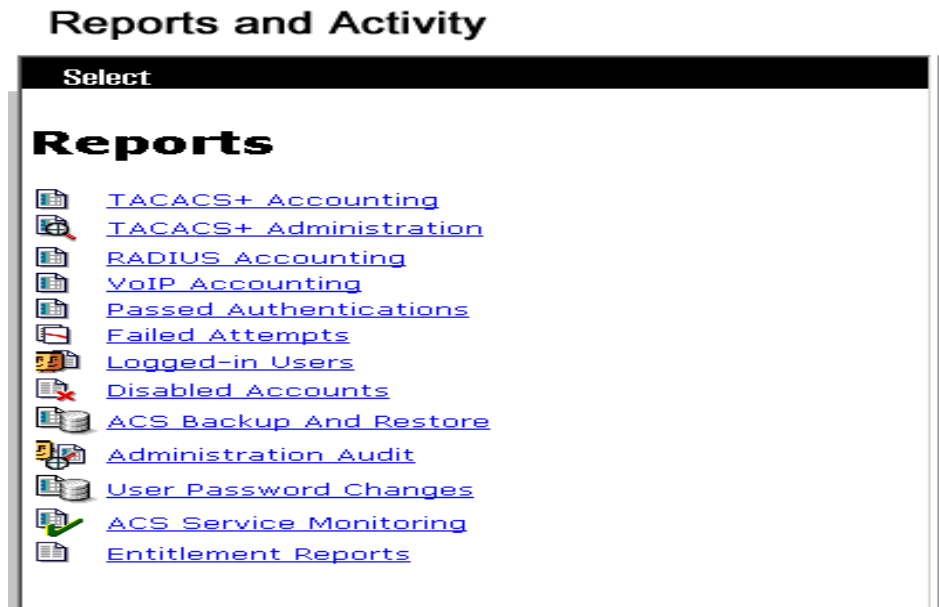 Reports and Activity
Select
Reports
TACACS+ Accounting
TACACS+ Administration
RADIUS Accounting
VoIP Accounting
Passed Authentications
Failed Attempts
Logged-in Users
Disabled Accounts
ACS Backup And Restore
Administration Audit
User Password Changes
ACS Service Monitoring
Entitlement Reports